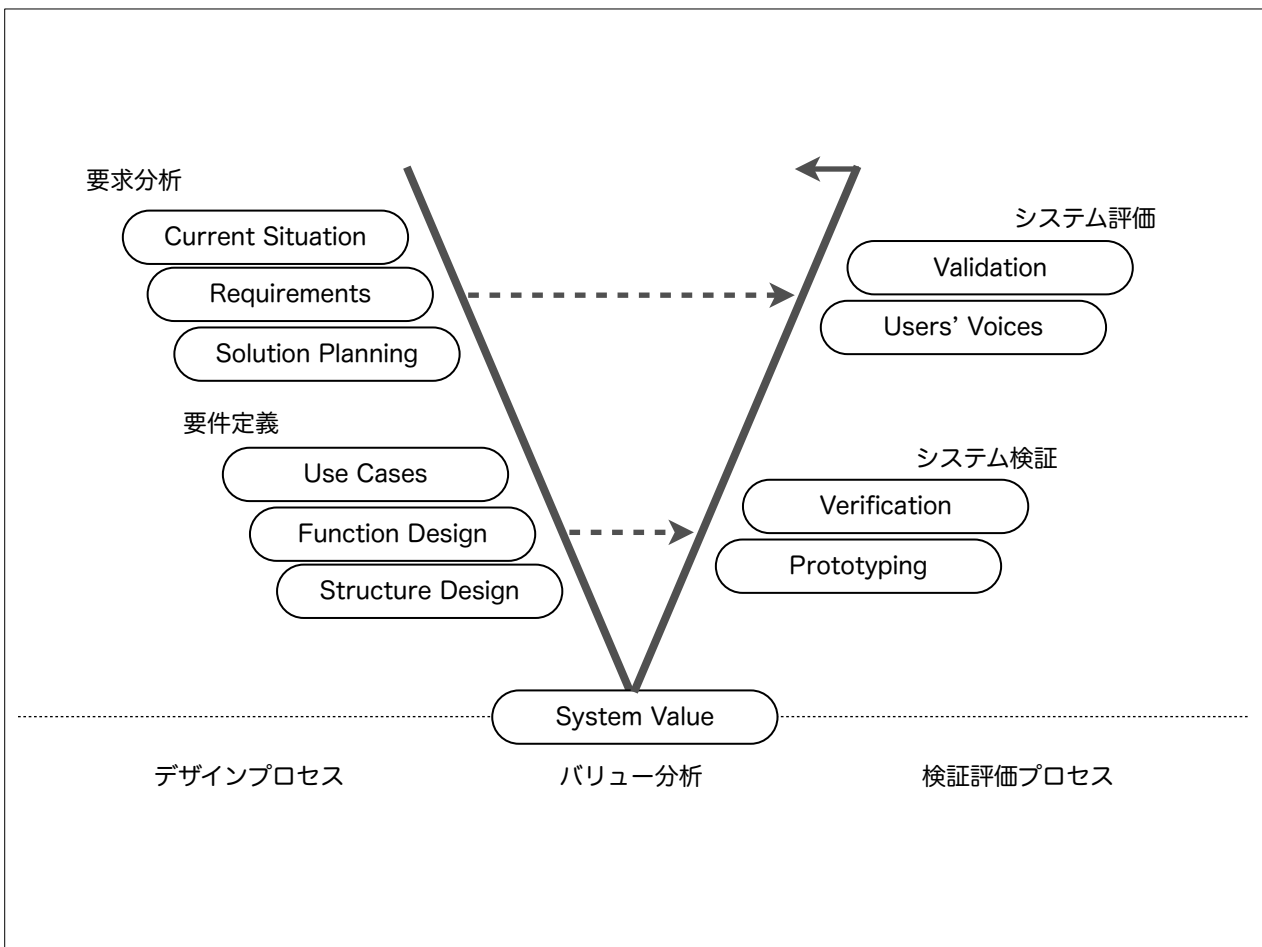 要求分析
Current Situation
Requirements
Solution Planning
要件定義
Use Cases
Function Design
Structure Design
システム評価
Validation
Users’ Voices
システム検証
Verification
Prototyping
System Value
デザインプロセス
バリュー分析
検証評価プロセス